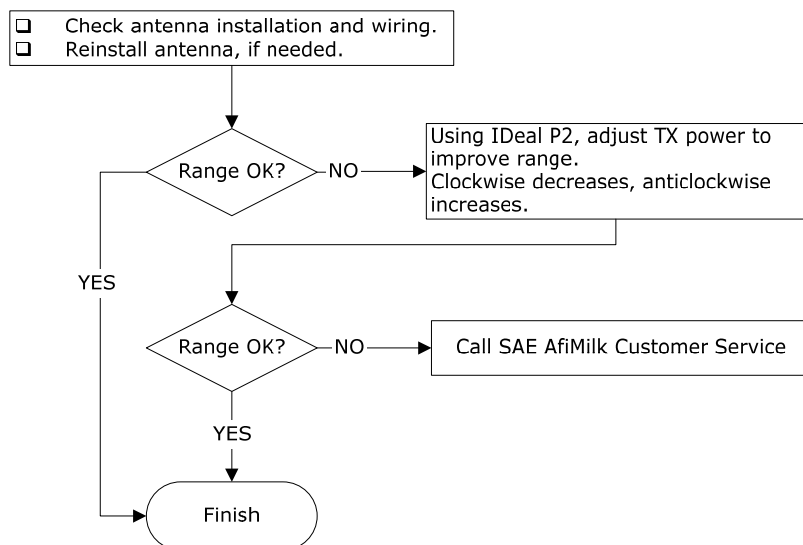 ❑ Check antenna installation and wiring.
❑ Reinstall antenna, if needed.
Range OK?
NO
Using IDeal P2, adjust TX power to
improve range.
Clockwise decreases, anticlockwise
increases.
YES
Range OK?
NO
Call SAE AfiMilk Customer Service
YES
Finish